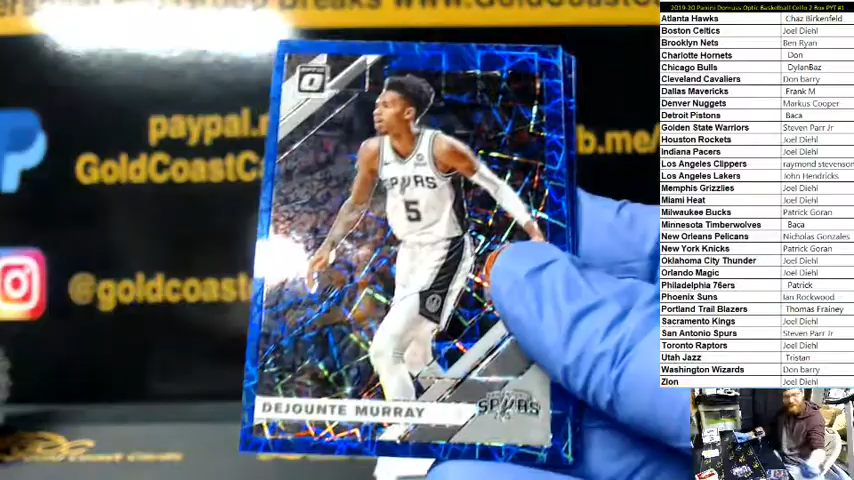 2019-20 Panini Donruss Optic Basketball Cello 2 Box PYT #1
Atlanta Hawks Chaz Birkenfeld
Boston Celtics Joel Diehl
Brooklyn Nets Ben Ryan
Charlotte Hornets Don
Chicago Bulls DylanBaz
Cleveland Cavaliers Don barry
Dallas Mavericks Frank M
Denver Nuggets Markus Cooper
Detroit Pistons Baca
Golden State Warriors Steven Parr Jr
Houston Rockets Joel Diehl
Indiana Pacers Joel Diehl
Los Angeles Clippers raymond stevenson
Los Angeles Lakers John Hendricks
Memphis Grizzlies Joel Diehl
Miami Heat Joel Diehl
Milwaukee Bucks Patrick Goran
Minnesota Timberwolves Baca
New Orleans Pelicans Nicholas Gonzales
New York Knicks Patrick Goran
Oklahoma City Thunder Joel Diehl
Orlando Magic Joel Diehl
Philadelphia 76ers Patrick
Phoenix Suns Ian Rockwood
Portland Trail Blazers Thomas Frainey
Sacramento Kings Joel Diehl
San Antonio Spurs Steven Parr Jr
Toronto Raptors Joel Diehl
Utah Jazz Tristan
Washington Wizards Don barry
Zion Joel Diehl
Breaks www.GoldCoas
paypal.
b.me/
GoldCoastC
@goldcoast
OPTIC
SPURS
5
DEJOUNTE MURRAY
SPURS